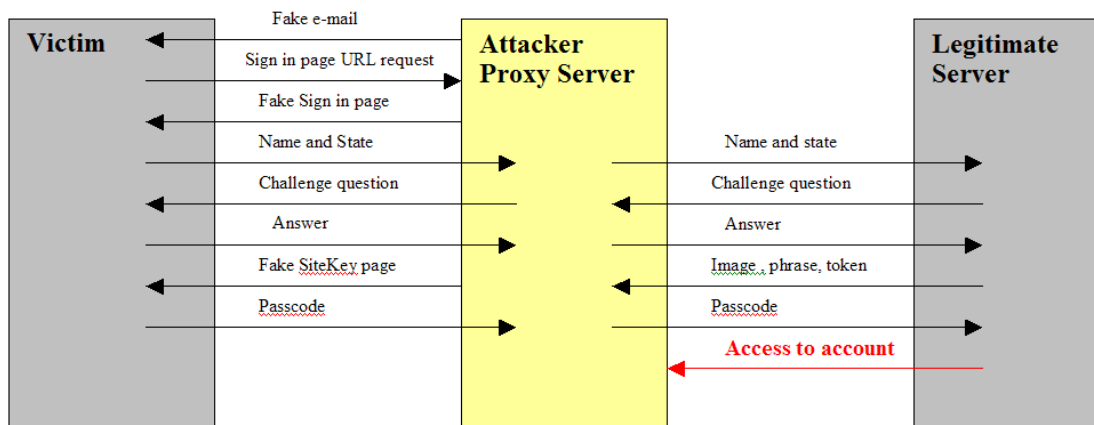 Fake e-mail
Victim
Attacker
Proxy Server
Legitimate
Server
Sign in page URL request
Fake Sign in page
Name and State
Name and state
Challenge question
Challenge question
Answer
Answer
Fake SiteKey page
Image , phrase, token
Passcode
Passcode
Access to account